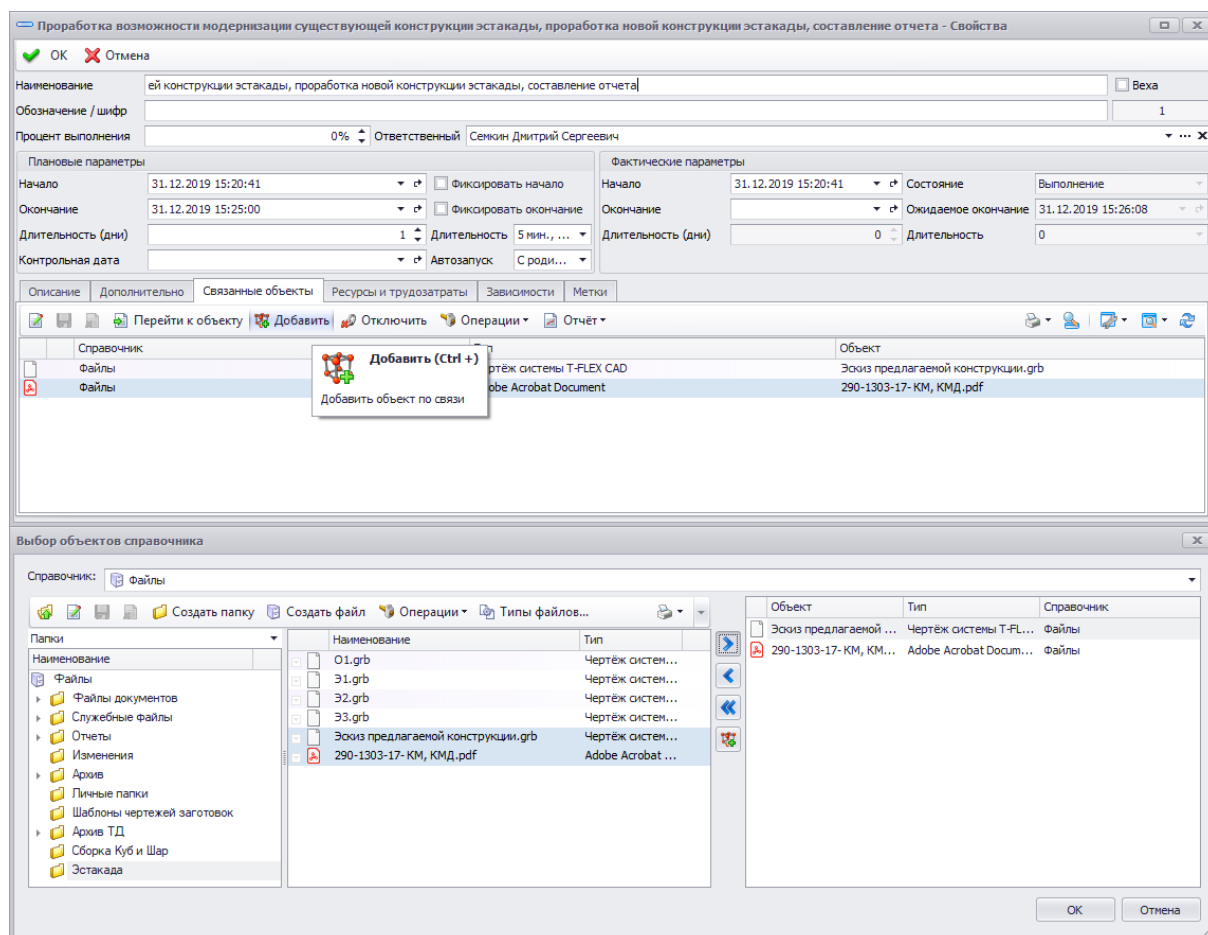 Проработка возможности модернизации существующей конструкции эстакады, проработка новой конструкции эстакады, составление отчета - Свойства
ОК Отмена
Наименование ей конструкции эстакады, проработка новой конструкции эстакады, составление отчета Веха
Обозначение / шифр 1
Процент выполнения 0% Ответственный Семкин Дмитрий Сергеевич
Плановые параметры Фактические параметры
Начало 31.12.2019 15:20:41 Фиксировать начало Начало 31.12.2019 15:20:41 Состояние Выполнение
Окончание 31.12.2019 15:25:00 Фиксировать окончание Окончание Ожидаемое окончание 31.12.2019 15:26:08
Длительность (дни) 1 Длительность 5 мин., ... Длительность (дни) 0 Длительность 0
Контрольная дата Автозапуск С роди...
Описание Дополнительно Связанные объекты Ресурсы и трудозатраты Зависимости Метки
Перейти к объекту Добавить Отключить Операции Отчёт
Справочник Объект
Файлы ртёж системы T-FLEX CAD Эскиз предлагаемой конструкции.grb
Файлы obe Acrobat Document 290-1303-17- КМ, КМД.pdf
Добавить (Ctrl +)
Добавить объект по связи
Выбор объектов справочника
Справочник: Файлы
Создать папку Создать файл Операции Типы файлов...
Папки
Наименование
Файлы
Файлы документов
Служебные файлы
Отчеты
Изменения
Архив
Личные папки
Шаблоны чертежей заготовок
Архив ТД
Сборка Куб и Шар
Эстакада
Наименование Тип
О1.grb Чертёж систем...
Э1.grb Чертёж систем...
Э2.grb Чертёж систем...
Э3.grb Чертёж систем...
Эскиз предлагаемой конструкции.grb Чертёж систем...
290-1303-17- КМ, КМД.pdf Adobe Acrobat ...
Объект Тип Справочник
Эскиз предлагаемой ... Чертёж системы T-FL... Файлы
290-1303-17- КМ, КМ... Adobe Acrobat Docum... Файлы
ОК Отмена